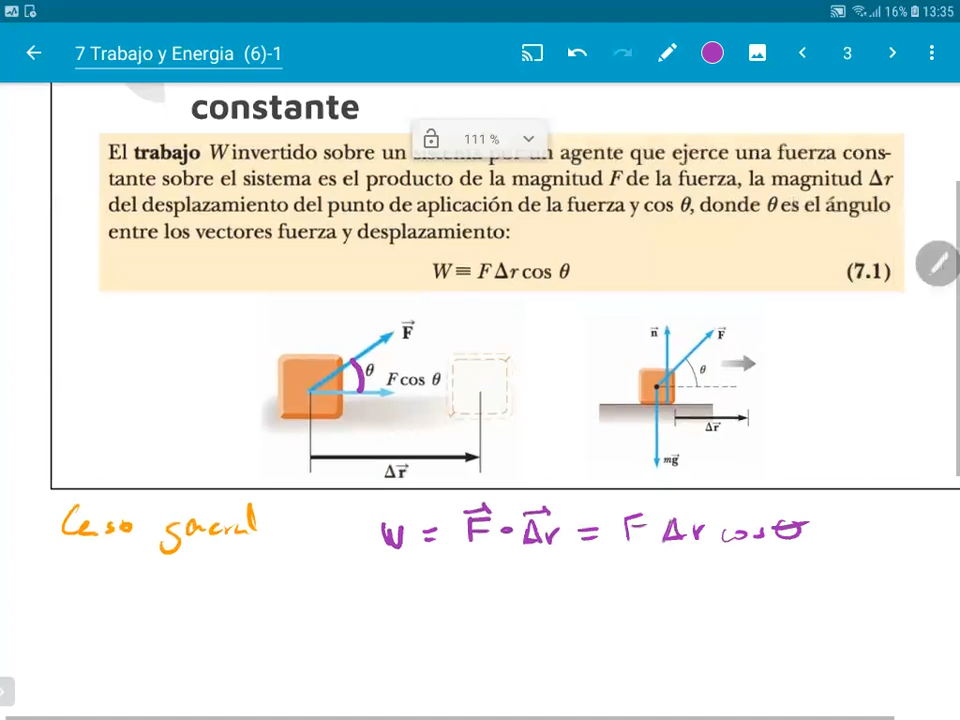 16% 13:35
7 Trabajo y Energia (6)-1
3
constante
111 %
El trabajo W invertido sobre un sistema por un agente que ejerce una fuerza cons-
tante sobre el sistema es el producto de la magnitud F de la fuerza, la magnitud Δr
del desplazamiento del punto de aplicación de la fuerza y cos θ, donde θ es el ángulo
entre los vectores fuerza y desplazamiento:
W ≡ F Δr cos θ (7.1)
F⃗
θ
F cos θ
Δr⃗
n⃗
F⃗
θ
Δr⃗
mg⃗
Caso general W = F⃗ • Δr⃗ = F Δr cosθ